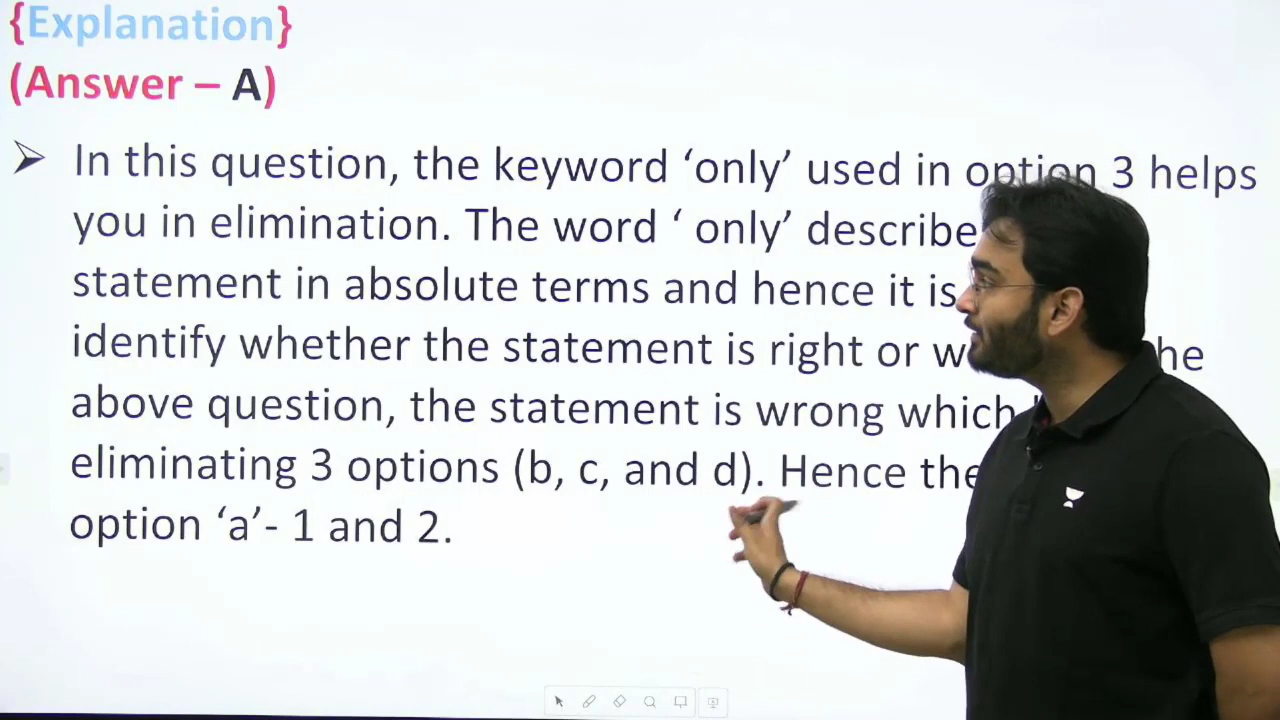 {Explanation}
(Answer – A)
In this question, the keyword ‘only’ used in option 3 helps
you in elimination. The word ‘ only’ describe
statement in absolute terms and hence it is
identify whether the statement is right or w he
above question, the statement is wrong which
eliminating 3 options (b, c, and d). Hence the
option ‘a’- 1 and 2.